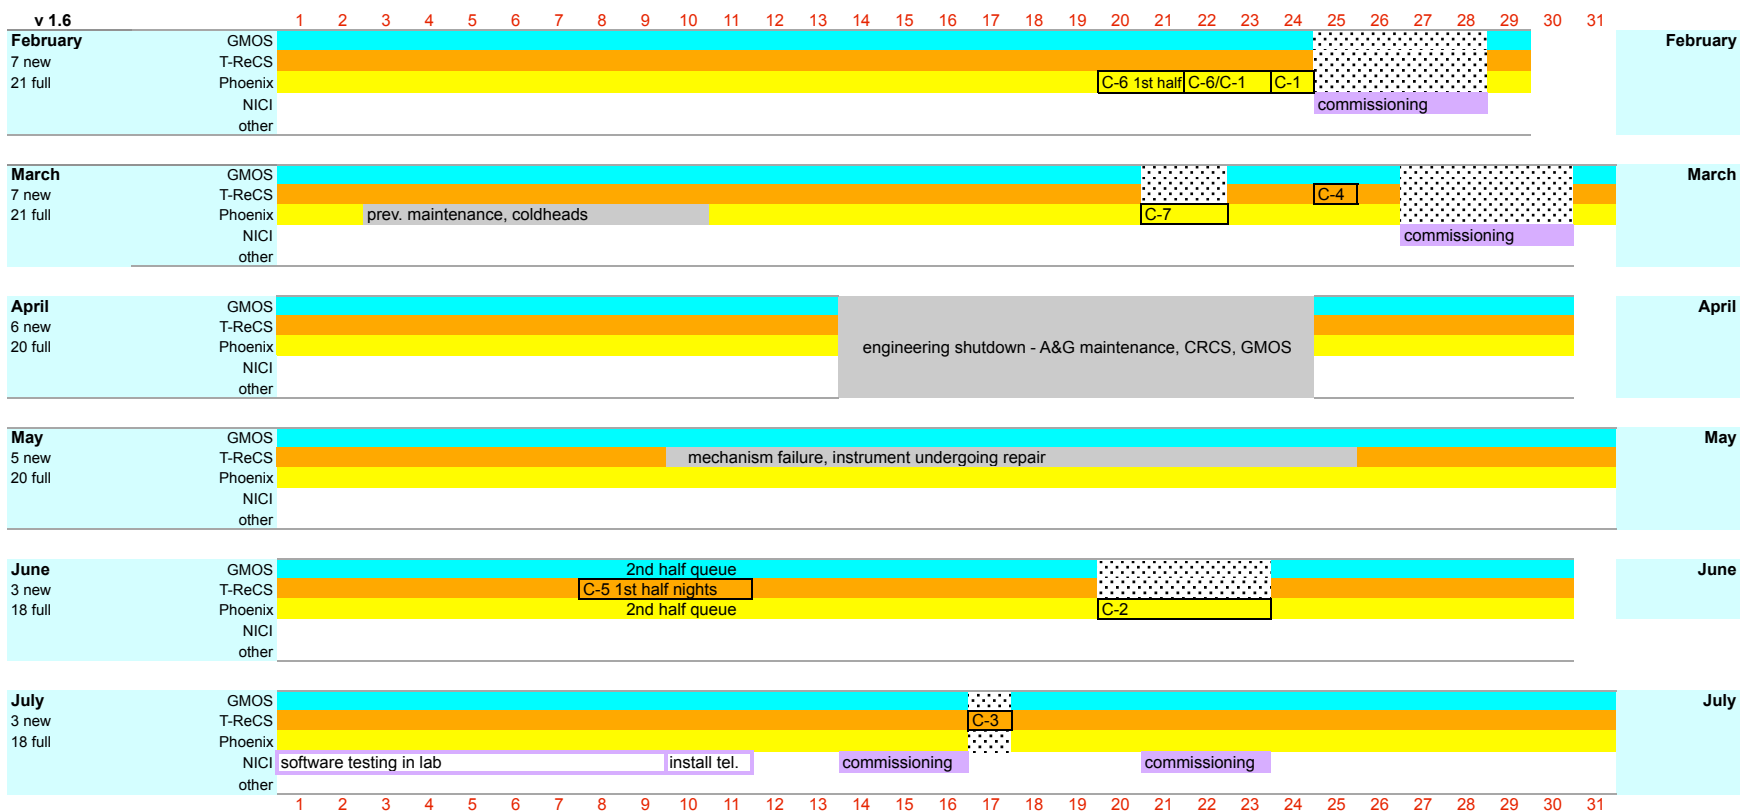 v 1.6 1 2 3 4 5 6 7 8 9 10 11 12 13 14 15 16 17 18 19 20 21 22 23 24 25 26 27 28 29 30 31
February GMOS February
7 new T-ReCS
21 full Phoenix C-6 1st half C-6/C-1 C-1
NICI commissioning
other
March GMOS March
7 new T-ReCS C-4
21 full Phoenix prev. maintenance, coldheads C-7
NICI commissioning
other
April GMOS April
6 new T-ReCS
20 full Phoenix engineering shutdown - A&G maintenance, CRCS, GMOS
NICI
other
May GMOS May
5 new T-ReCS mechanism failure, instrument undergoing repair
20 full Phoenix
NICI
other
June GMOS 2nd half queue June
3 new T-ReCS C-5 1st half nights
18 full Phoenix 2nd half queue C-2
NICI
other
July GMOS July
3 new T-ReCS C-3
18 full Phoenix
NICI software testing in lab install tel. commissioning commissioning
other
1 2 3 4 5 6 7 8 9 10 11 12 13 14 15 16 17 18 19 20 21 22 23 24 25 26 27 28 29 30 31